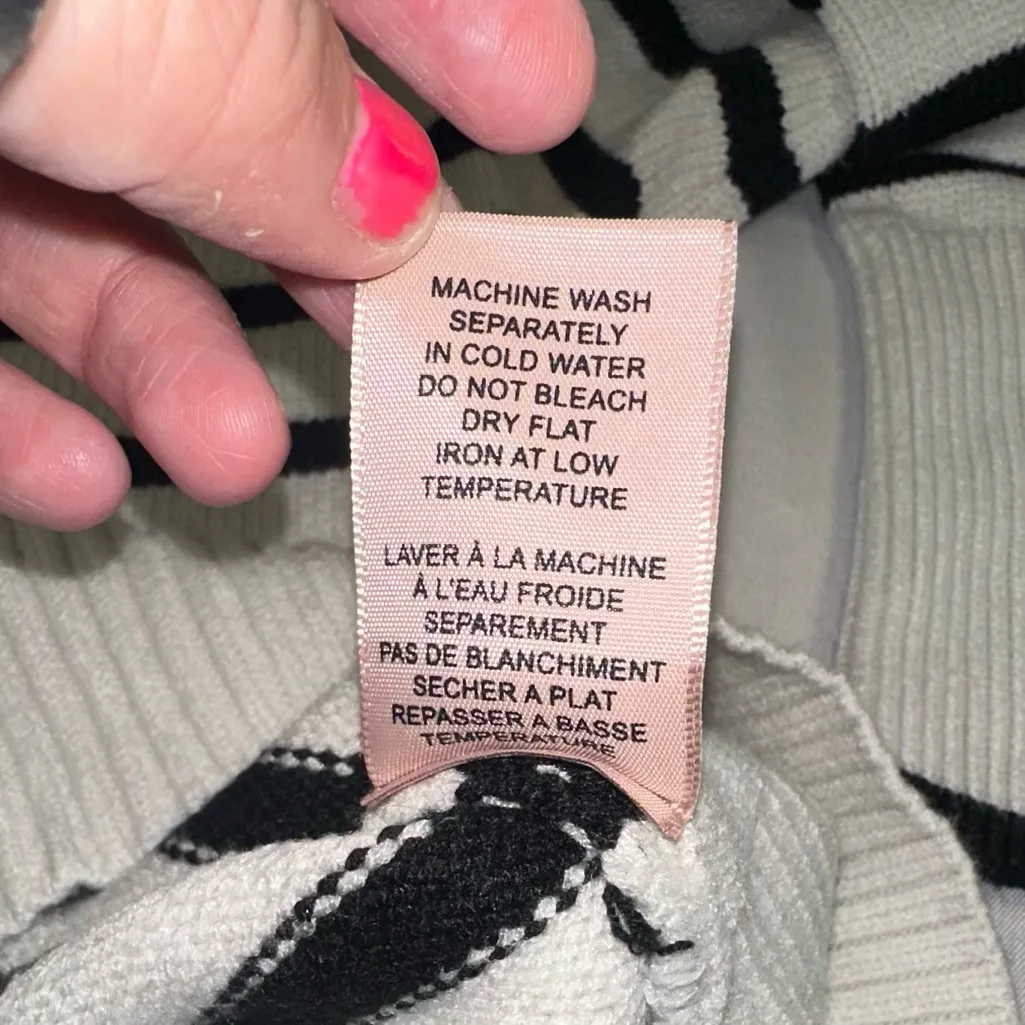 MACHINE WASH
SEPARATELY
IN COLD WATER
DO NOT BLEACH
DRY FLAT
IRON AT LOW
TEMPERATURE
LAVER À LA MACHINE
À L'EAU FROIDE
SEPAREMENT
PAS DE BLANCHIMENT
SECHER A PLAT
REPASSER A BASSE
TEMPERATURE